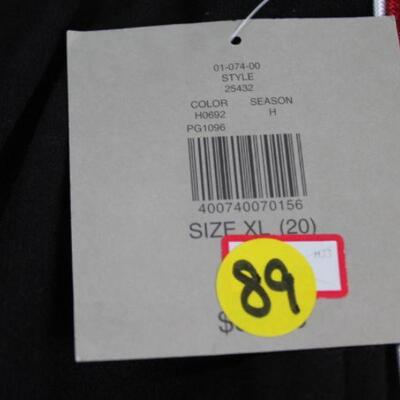 01-074-00
STYLE
25432
COLOR SEASON
H0692 H
PG1096
400740070156
SIZE XL (20)
89
$